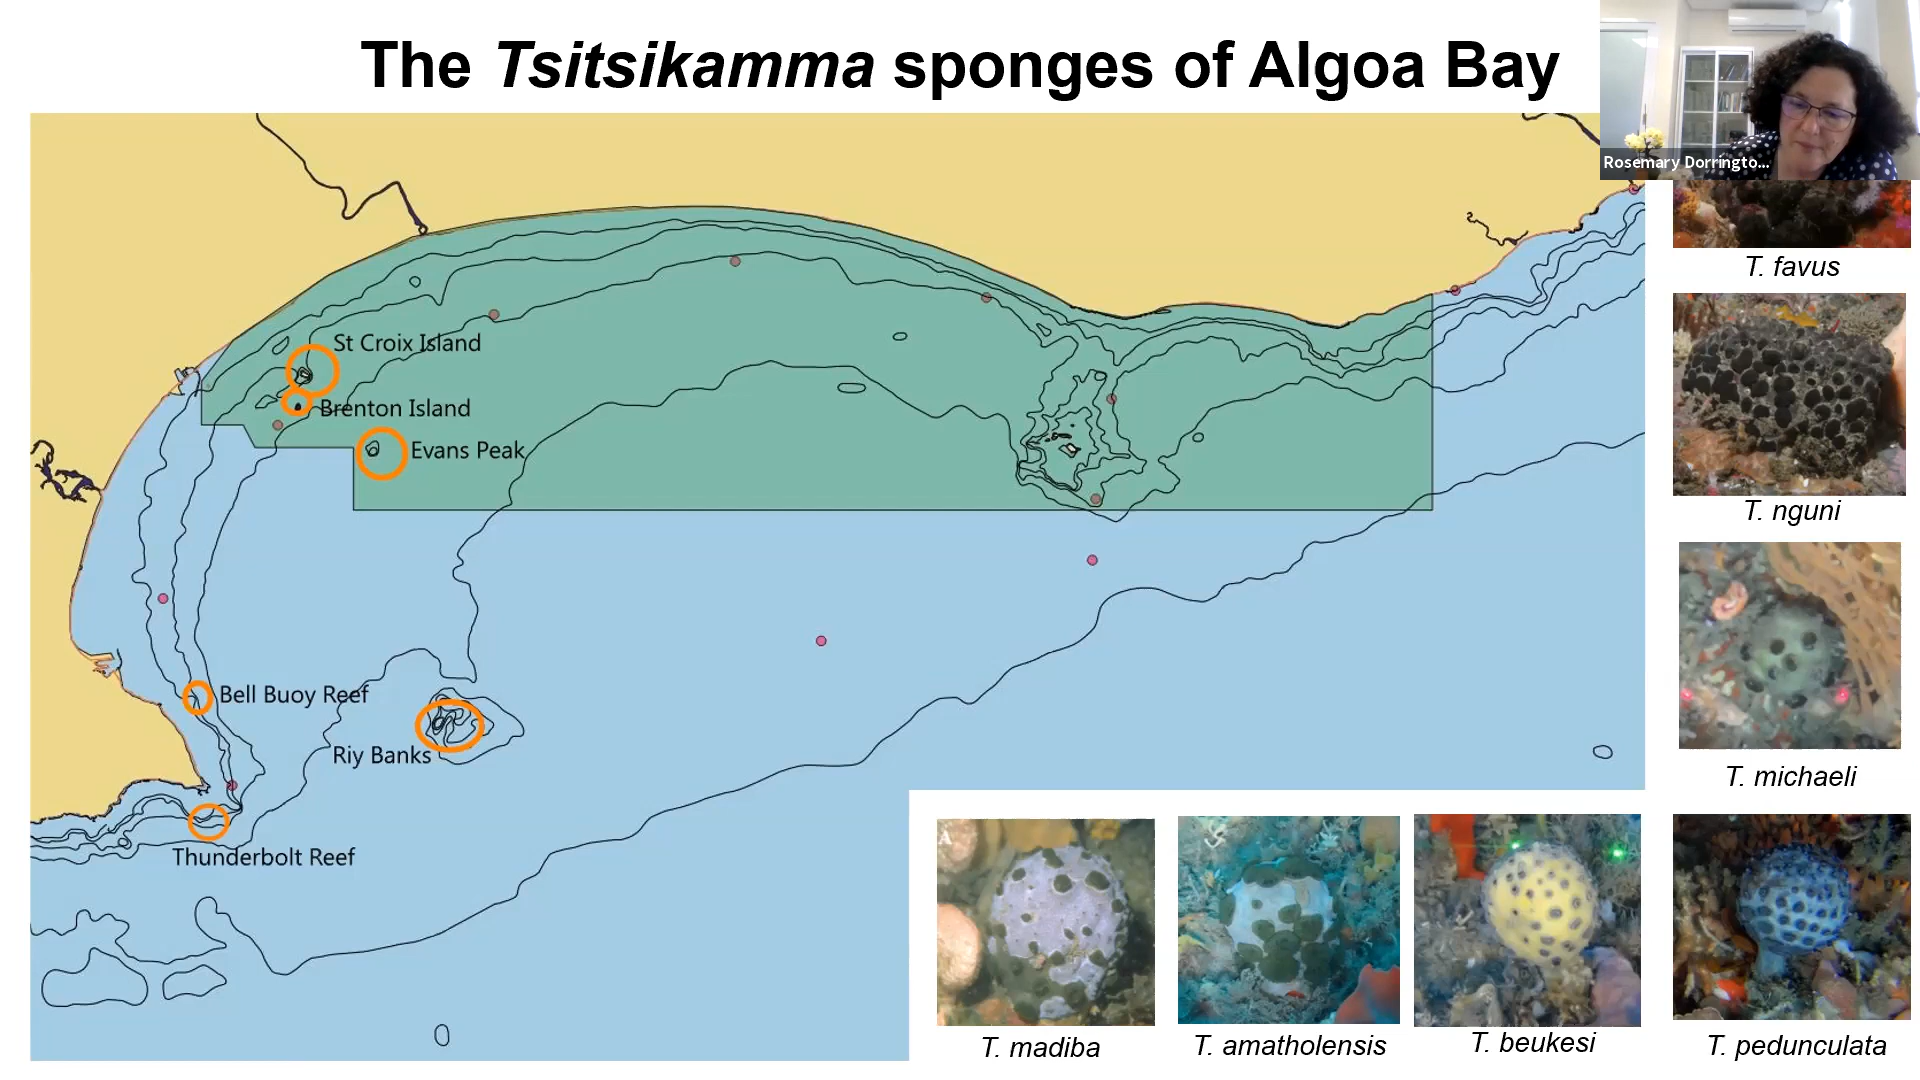 The Tsitsikamma sponges of Algoa Bay
Rosemary Dorringto...
St Croix Island
Brenton Island
Evans Peak
Bell Buoy Reef
Riy Banks
Thunderbolt Reef
T. favus
T. nguni
T. michaeli
T. madiba
T. amatholensis
T. beukesi
T. pedunculata